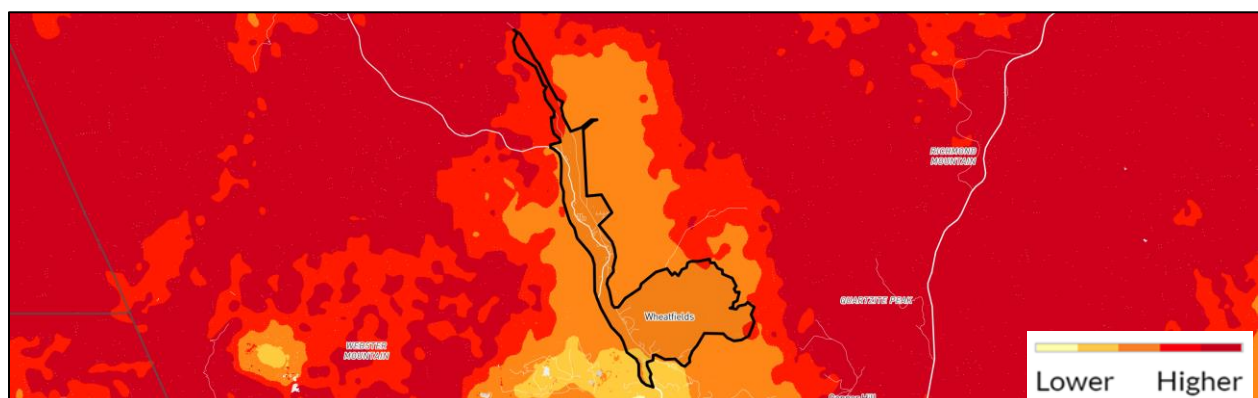 RICHMOND
MOUNTAIN
QUARTZITE PEAK
Wheatfields
WEBSTER
MOUNTAIN
Lower Higher